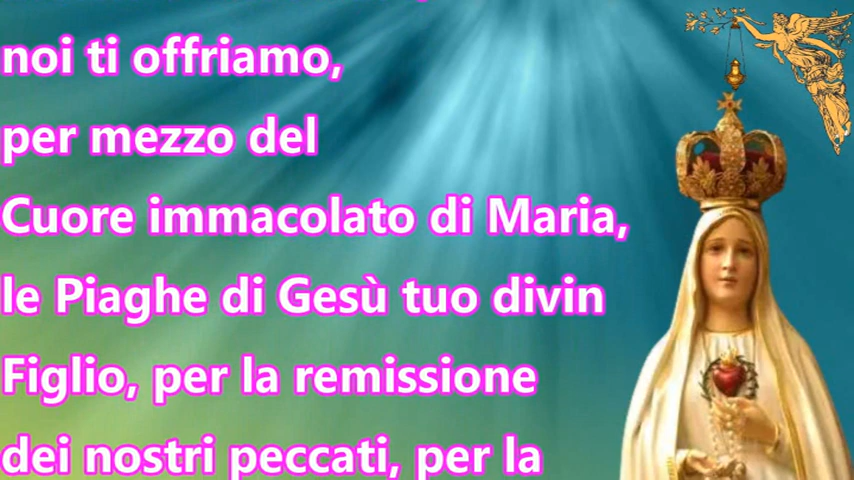 noi ti offriamo,
per mezzo del
Cuore immacolato di Maria,
le Piaghe di Gesù tuo divin
Figlio, per la remissione
dei nostri peccati, per la